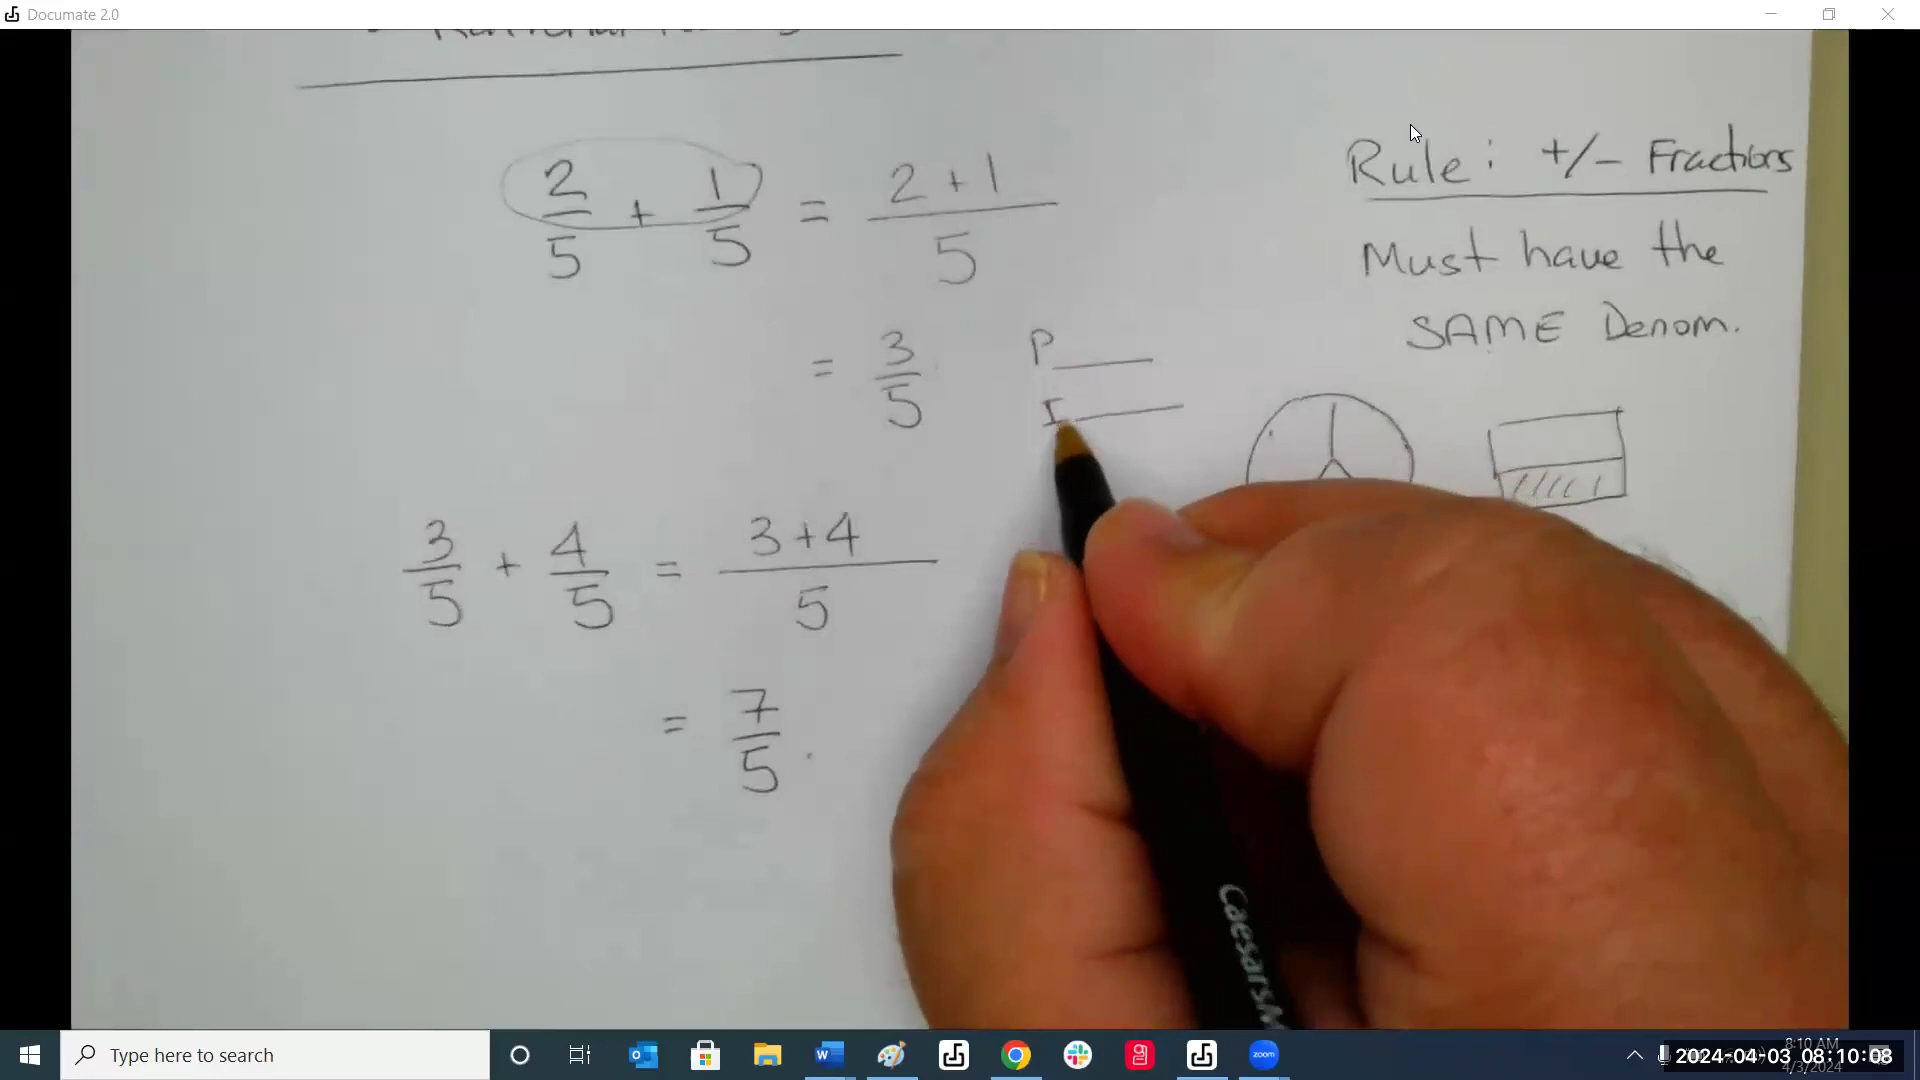 Documate 2.0
2/5 + 1/5 = 2+1/5
= 3/5
P
I
3/5 + 4/5 = 3+4/5
= 7/5.
Rule: +/- Fractions
Must have the
SAME Denom.
CaesarsM
Type here to search
zoom
8:10 AM
2024-04-03 08:10:08
4/3/2024